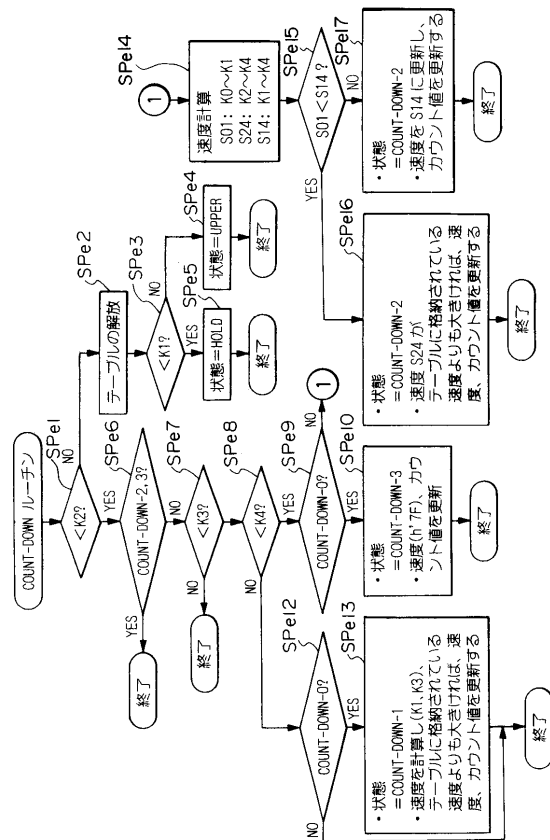 COUNT-DOWN ルーチン
SPe1
<K2?
NO
YES
SPe2
テーブルの解放
SPe3
<K1?
NO
YES
SPe4
状態=UPPER
終了
SPe5
状態=HOLD
終了
SPe6
COUNT-DOWN-2,3?
YES
NO
終了
SPe7
<K3?
NO
YES
終了
SPe8
<K4?
NO
YES
SPe9
COUNT-DOWN-0?
NO
YES
1
SPe10
・状態
=COUNT-DOWN-3
・速度(h'7F)、カウ
ント値を更新
終了
SPe12
COUNT-DOWN-0?
NO
YES
SPe13
・状態
=COUNT-DOWN-1
・速度を計算し(K1,K3)、
テーブルに格納されている
速度よりも大きければ、速
度、カウント値を更新する
終了
1
SPe14
速度計算
S01: K0〜K1
S24: K2〜K4
S14: K1〜K4
SPe15
S01<S14?
YES
NO
SPe16
・状態
=COUNT-DOWN-2
・速度 S24 が
テーブルに格納されている
速度よりも大きければ、速
度、カウント値を更新する
終了
SPe17
・状態
=COUNT-DOWN-2
・速度を S14 に更新し、
カウント値を更新する
終了